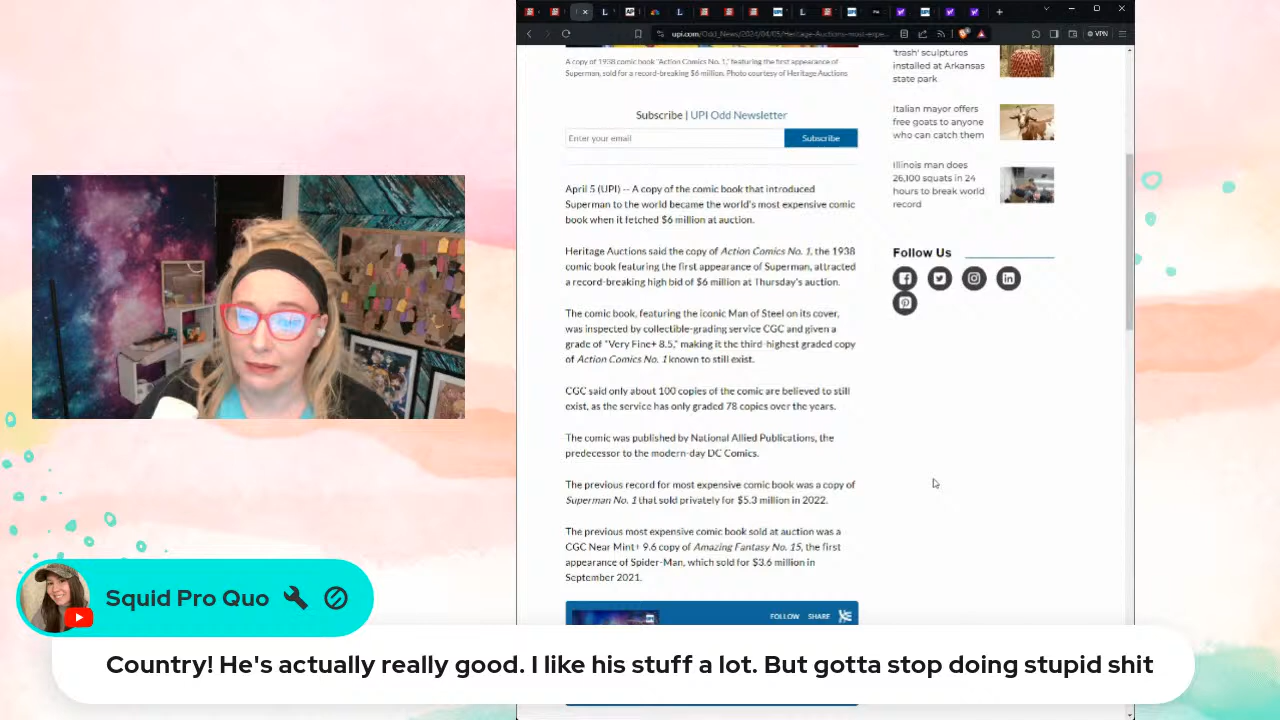 VPN
upi.com/Odd_News/2024/04/05/Heritage-Auctions-most-expe...
A copy of 1938 comic book "Action Comics No. 1," featuring the first appearance of
Superman, sold for a record-breaking $6 million. Photo courtesy of Heritage Auctions
Subscribe | UPI Odd Newsletter
Enter your email
Subscribe
April 5 (UPI) -- A copy of the comic book that introduced
Superman to the world became the world's most expensive comic
book when it fetched $6 million at auction.
Heritage Auctions said the copy of Action Comics No. 1, the 1938
comic book featuring the first appearance of Superman, attracted
a record-breaking high bid of $6 million at Thursday's auction.
The comic book, featuring the iconic Man of Steel on its cover,
was inspected by collectible-grading service CGC and given a
grade of "Very Fine+ 8.5," making it the third-highest graded copy
of Action Comics No. 1 known to still exist.
CGC said only about 100 copies of the comic are believed to still
exist, as the service has only graded 78 copies over the years.
The comic was published by National Allied Publications, the
predecessor to the modern-day DC Comics.
The previous record for most expensive comic book was a copy of
Superman No. 1 that sold privately for $5.3 million in 2022.
The previous most expensive comic book sold at auction was a
CGC Near Mint+ 9.6 copy of Amazing Fantasy No. 15, the first
appearance of Spider-Man, which sold for $3.6 million in
September 2021.
FOLLOW SHARE
'trash' sculptures
installed at Arkansas
state park
Italian mayor offers
free goats to anyone
who can catch them
Illinois man does
26,100 squats in 24
hours to break world
record
Follow Us
Squid Pro Quo
Country! He's actually really good. I like his stuff a lot. But gotta stop doing stupid shit